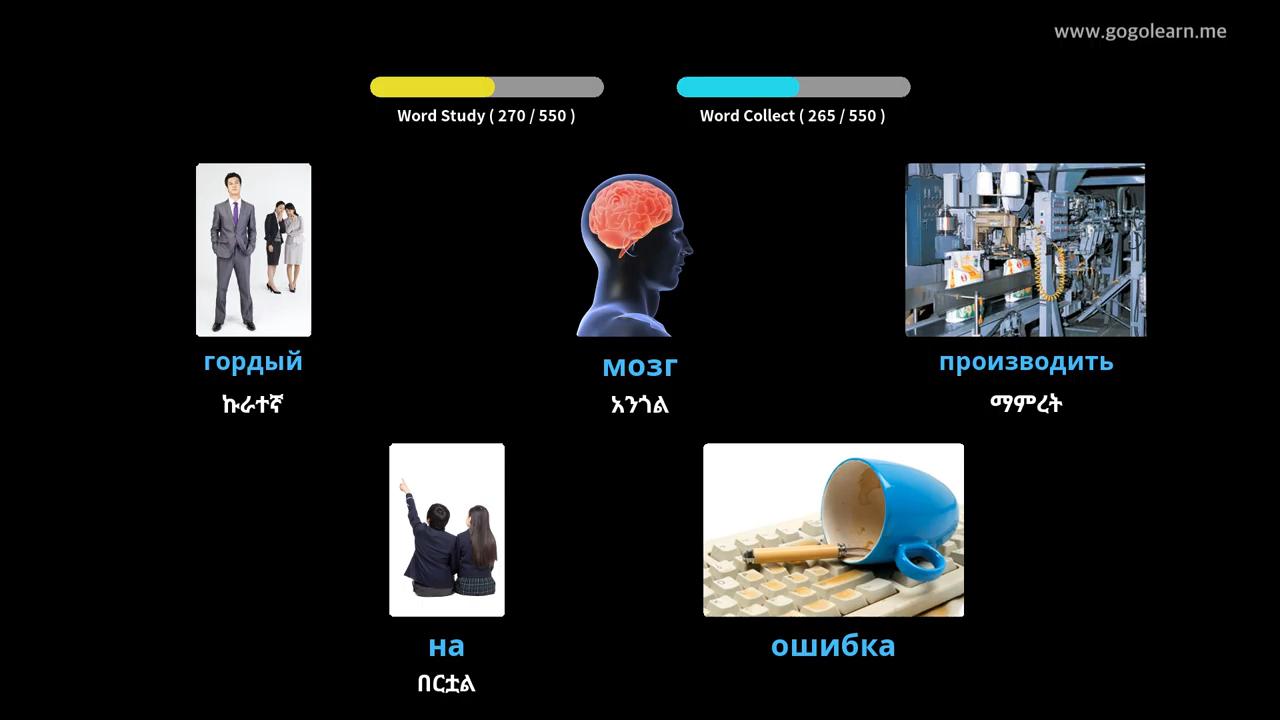 www.gogolearn.me
Word Study ( 270 / 550 )
Word Collect ( 265 / 550 )
гордый
мозг
производить
ኩራተኛ
አንጎል
ማምረት
на
ошибка
በርቷል